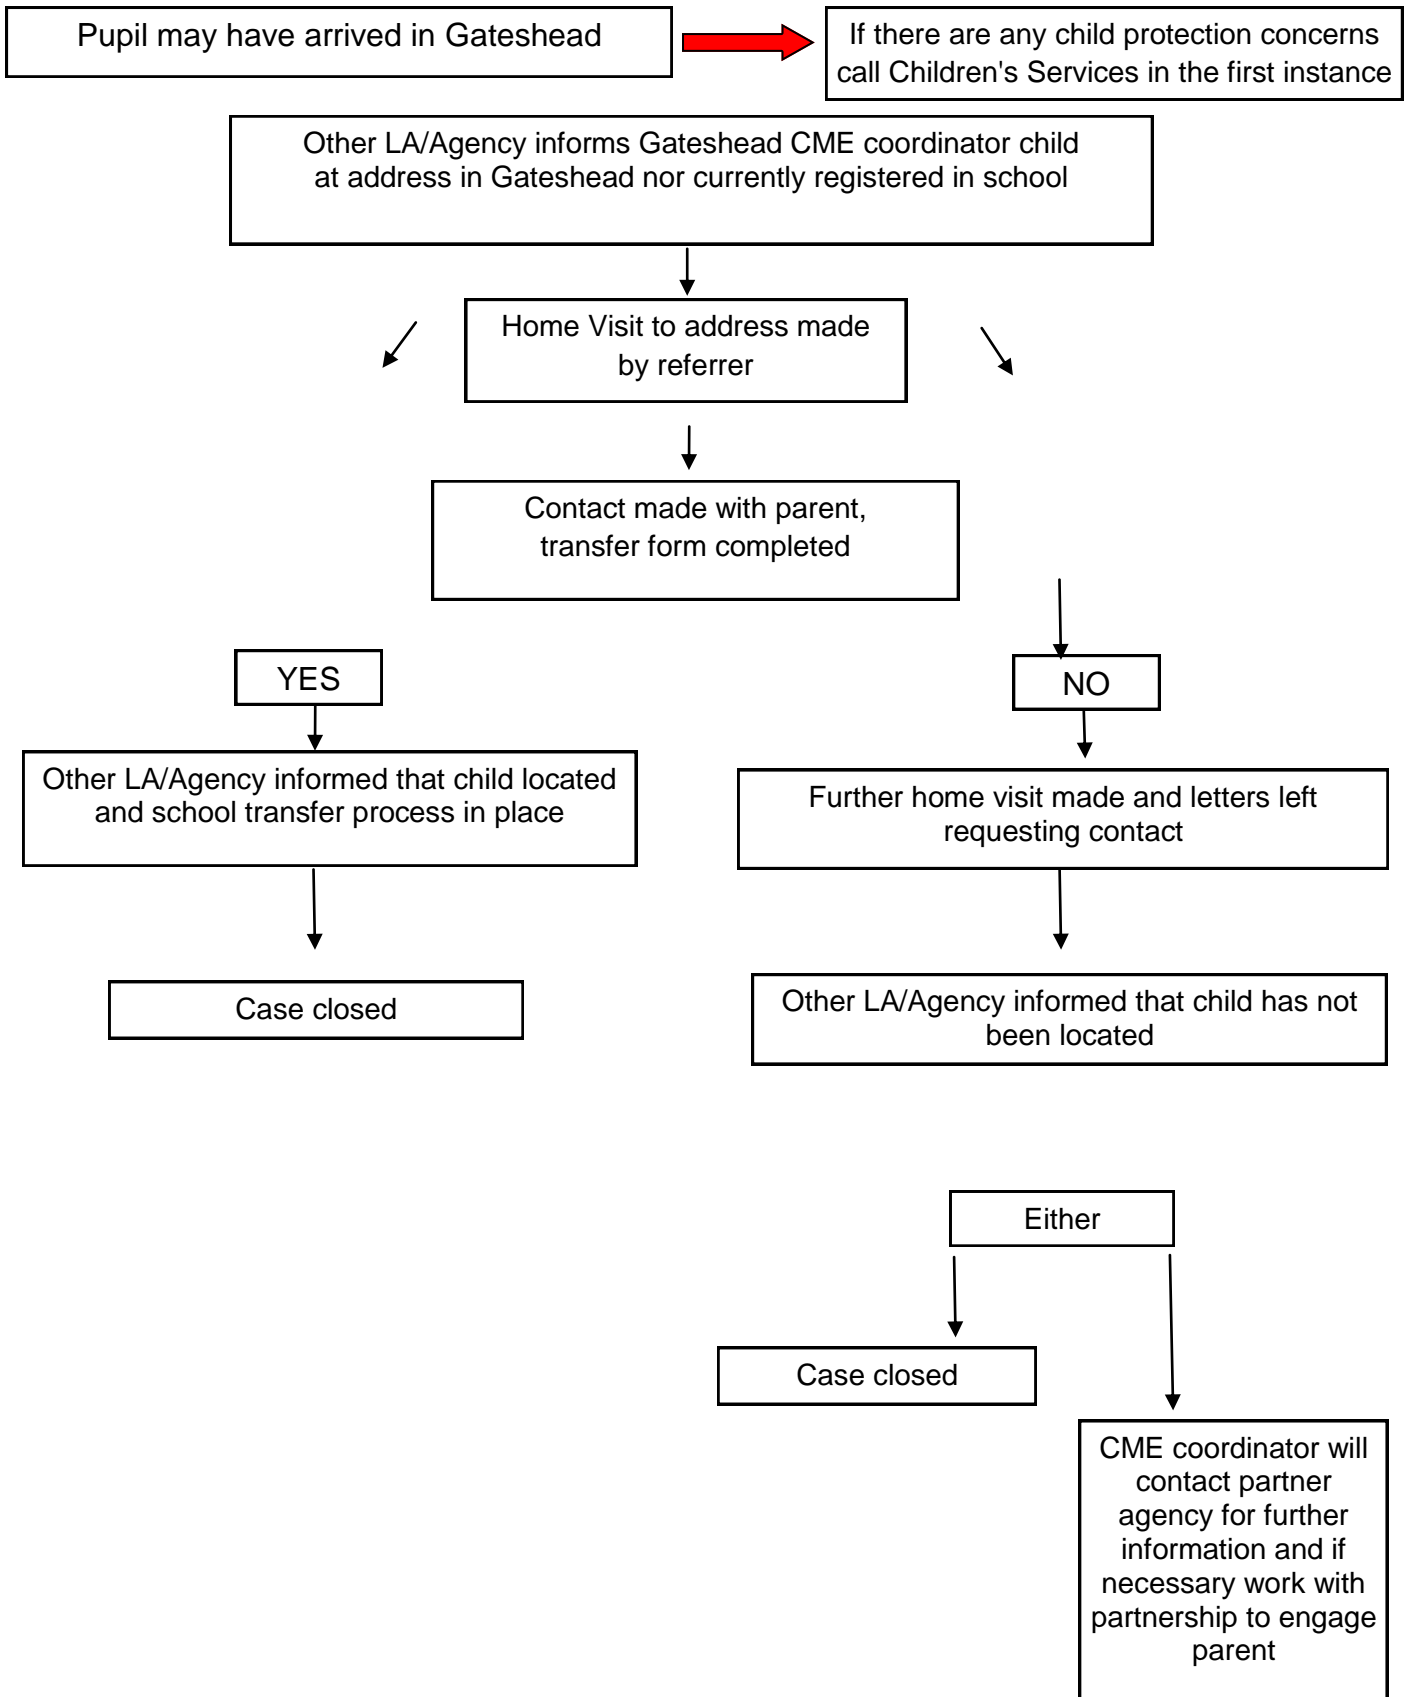 Pupil may have arrived in Gateshead
If there are any child protection concerns
call Children's Services in the first instance
Other LA/Agency informs Gateshead CME coordinator child
at address in Gateshead nor currently registered in school
Home Visit to address made
by referrer
Contact made with parent,
transfer form completed
YES
NO
Other LA/Agency informed that child located
and school transfer process in place
Further home visit made and letters left
requesting contact
Case closed
Other LA/Agency informed that child has not
been located
Either
Case closed
CME coordinator will
contact partner
agency for further
information and if
necessary work with
partnership to engage
parent